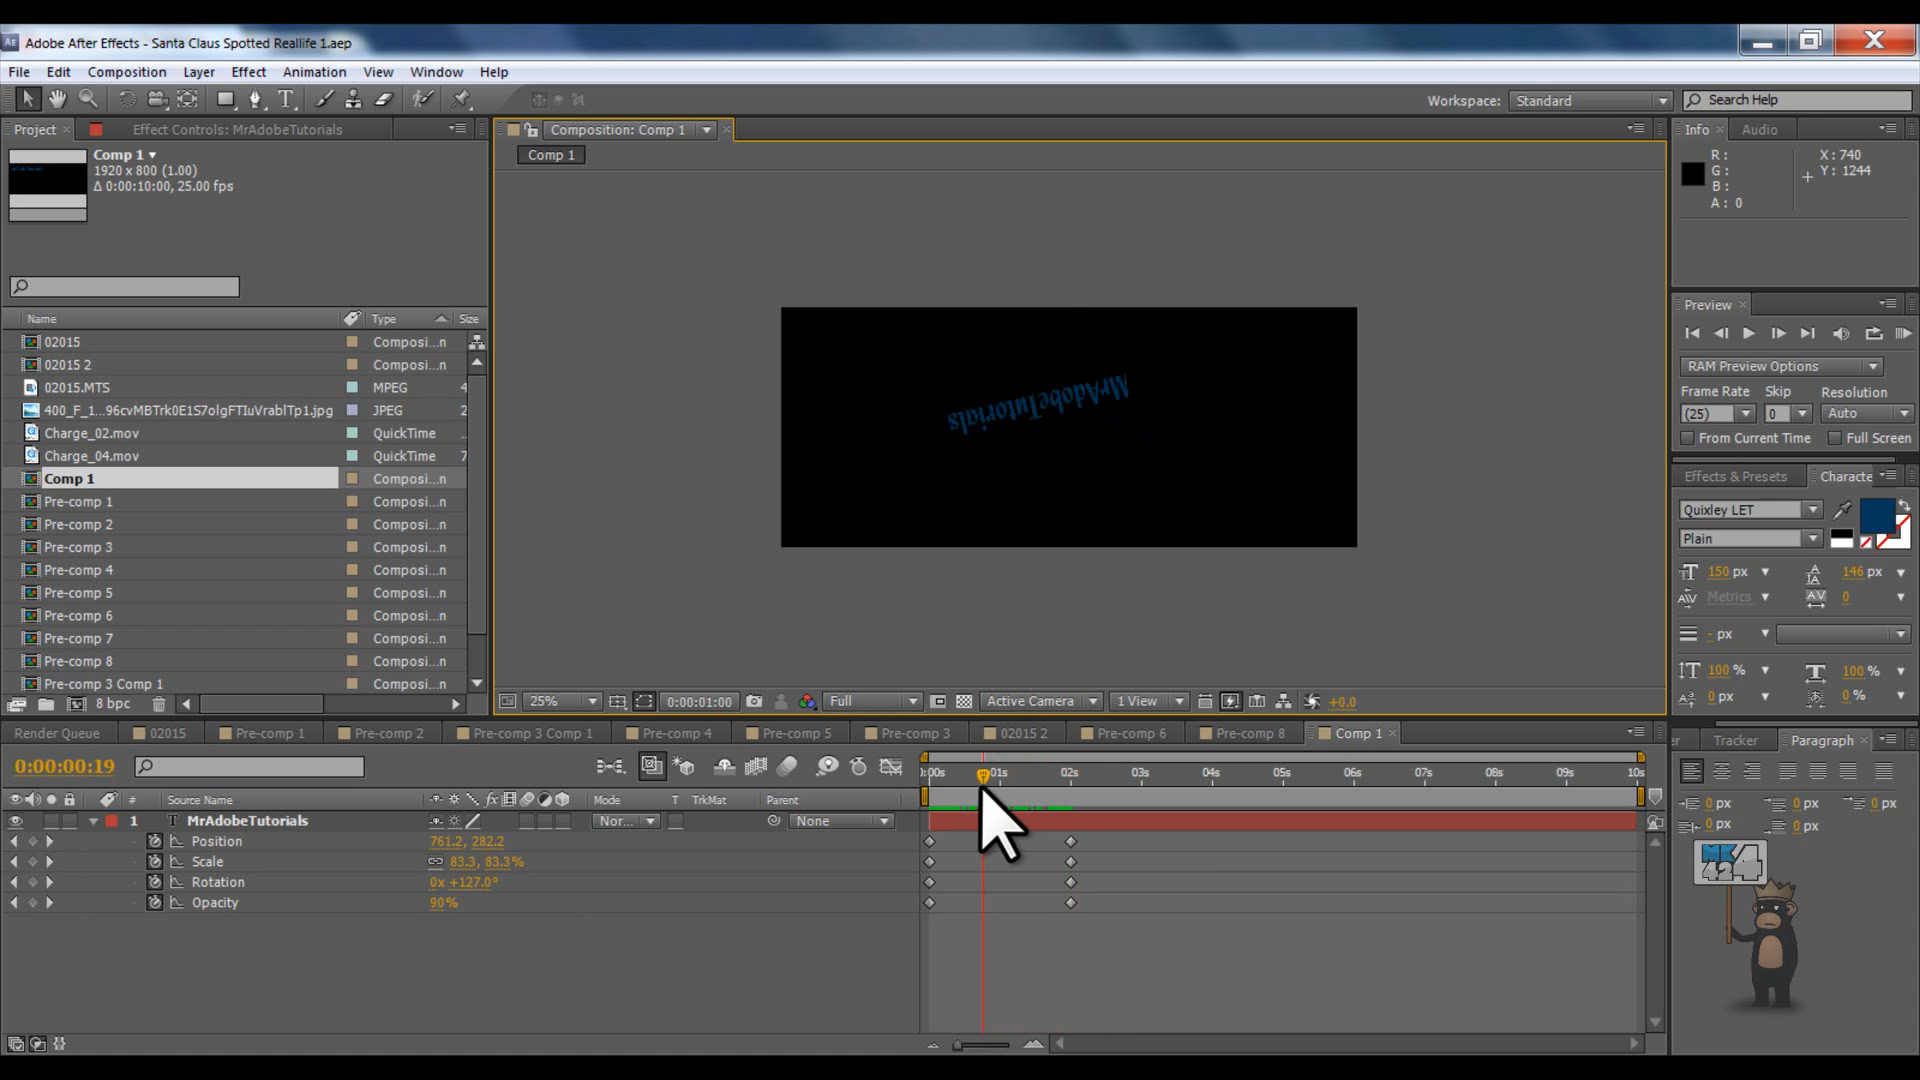 Adobe After Effects - Santa Claus Spotted Reallife 1.aep
File Edit Composition Layer Effect Animation View Window Help
Workspace: Standard Search Help
Project Effect Controls: MrAdobeTutorials
Comp 1
1920 x 800 (1.00)
Δ 0:00:10:00, 25.00 fps
Name Type Size
02015 Composi...n
02015 2 Composi...n
02015.MTS MPEG 4
400_F_1...96cvMBTrk0E1S7olgFTIuVrablTp1.jpg JPEG 2
Charge_02.mov QuickTime ..
Charge_04.mov QuickTime 7
Comp 1 Composi...n
Pre-comp 1 Composi...n
Pre-comp 2 Composi...n
Pre-comp 3 Composi...n
Pre-comp 4 Composi...n
Pre-comp 5 Composi...n
Pre-comp 6 Composi...n
Pre-comp 7 Composi...n
Pre-comp 8 Composi...n
Pre-comp 3 Comp 1 Composi...n
8 bpc
Composition: Comp 1
Comp 1
MrAdobeTutorials
25% 0:00:01:00 Full Active Camera 1 View +0.0
Info Audio
R: X: 740
G: Y: 1244
B:
A: 0
Preview
RAM Preview Options
Frame Rate Skip Resolution
(25) 0 Auto
From Current Time Full Screen
Effects & Presets Characte
Quixley LET
Plain
150 px 146 px
Metrics 0
- px
100 % 100 %
0 px 0 %
Render Queue 02015 Pre-comp 1 Pre-comp 2 Pre-comp 3 Comp 1 Pre-comp 4 Pre-comp 5 Pre-comp 3 02015 2 Pre-comp 6 Pre-comp 8 Comp 1
0:00:00:19
:00s 01s 02s 03s 04s 05s 06s 07s 08s 09s 10s
# Source Name fx Mode T TrkMat Parent
1 T MrAdobeTutorials Nor... None
Position 761.2, 282.2
Scale 83.3, 83.3%
Rotation 0x +127.0°
Opacity 90%
er Tracker Paragraph
0 px 0 px 0 px
0 px 0 px
MK
42
4